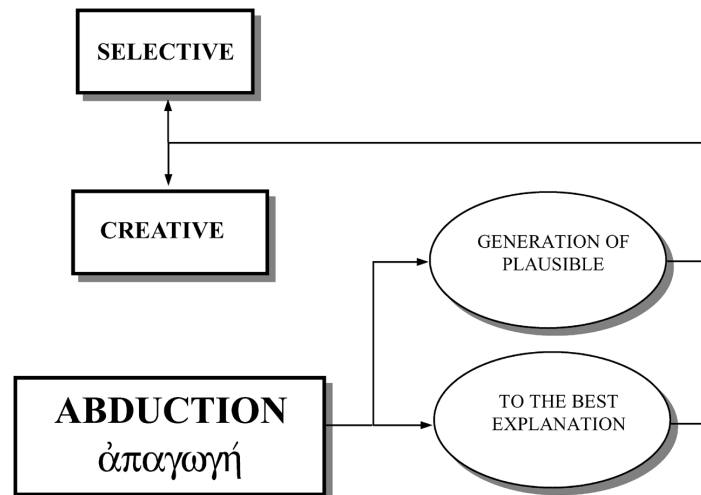 SELECTIVE
CREATIVE
GENERATION OF
PLAUSIBLE
TO THE BEST
EXPLANATION
ABDUCTION
ἀπαγωγή